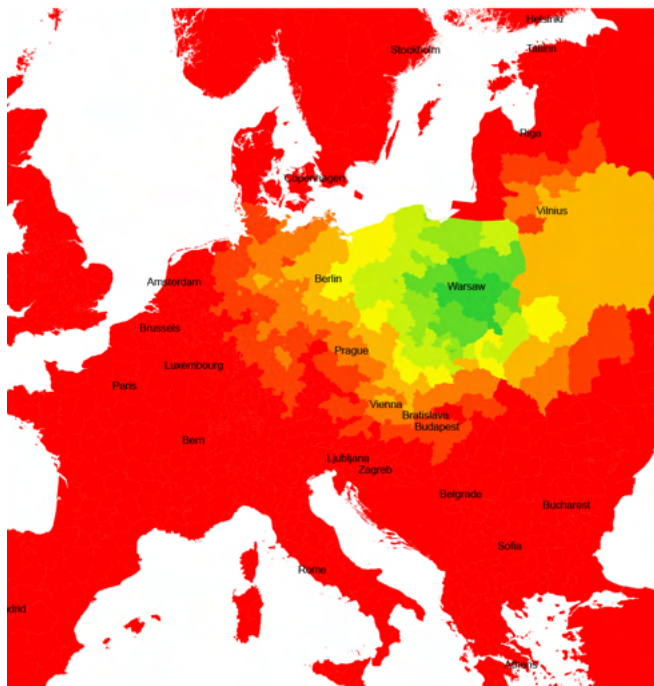 Helsinki
Stockholm
Tallinn
Riga
Copenhagen
Vilnius
Berlin
Amsterdam
Warsaw
Brussels
Prague
Luxembourg
Paris
Vienna
Bratislava
Budapest
Bern
Ljubljana
Zagreb
Belgrade
Bucharest
Sofia
Rome
adrid
Athens